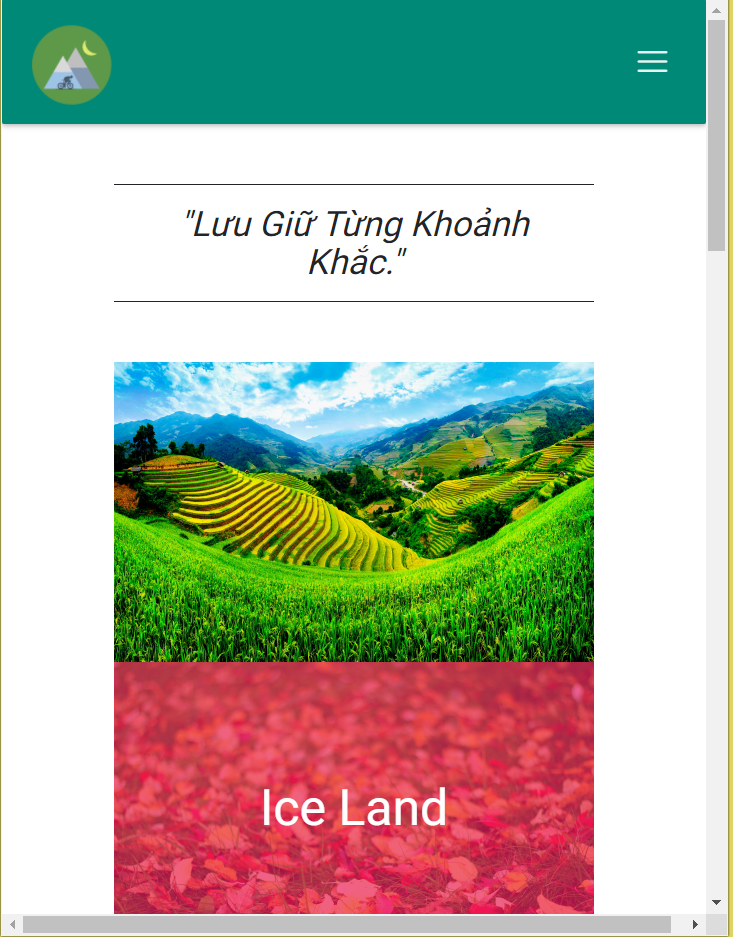 "Lưu Giữ Từng Khoảnh
Khắc."
Ice Land